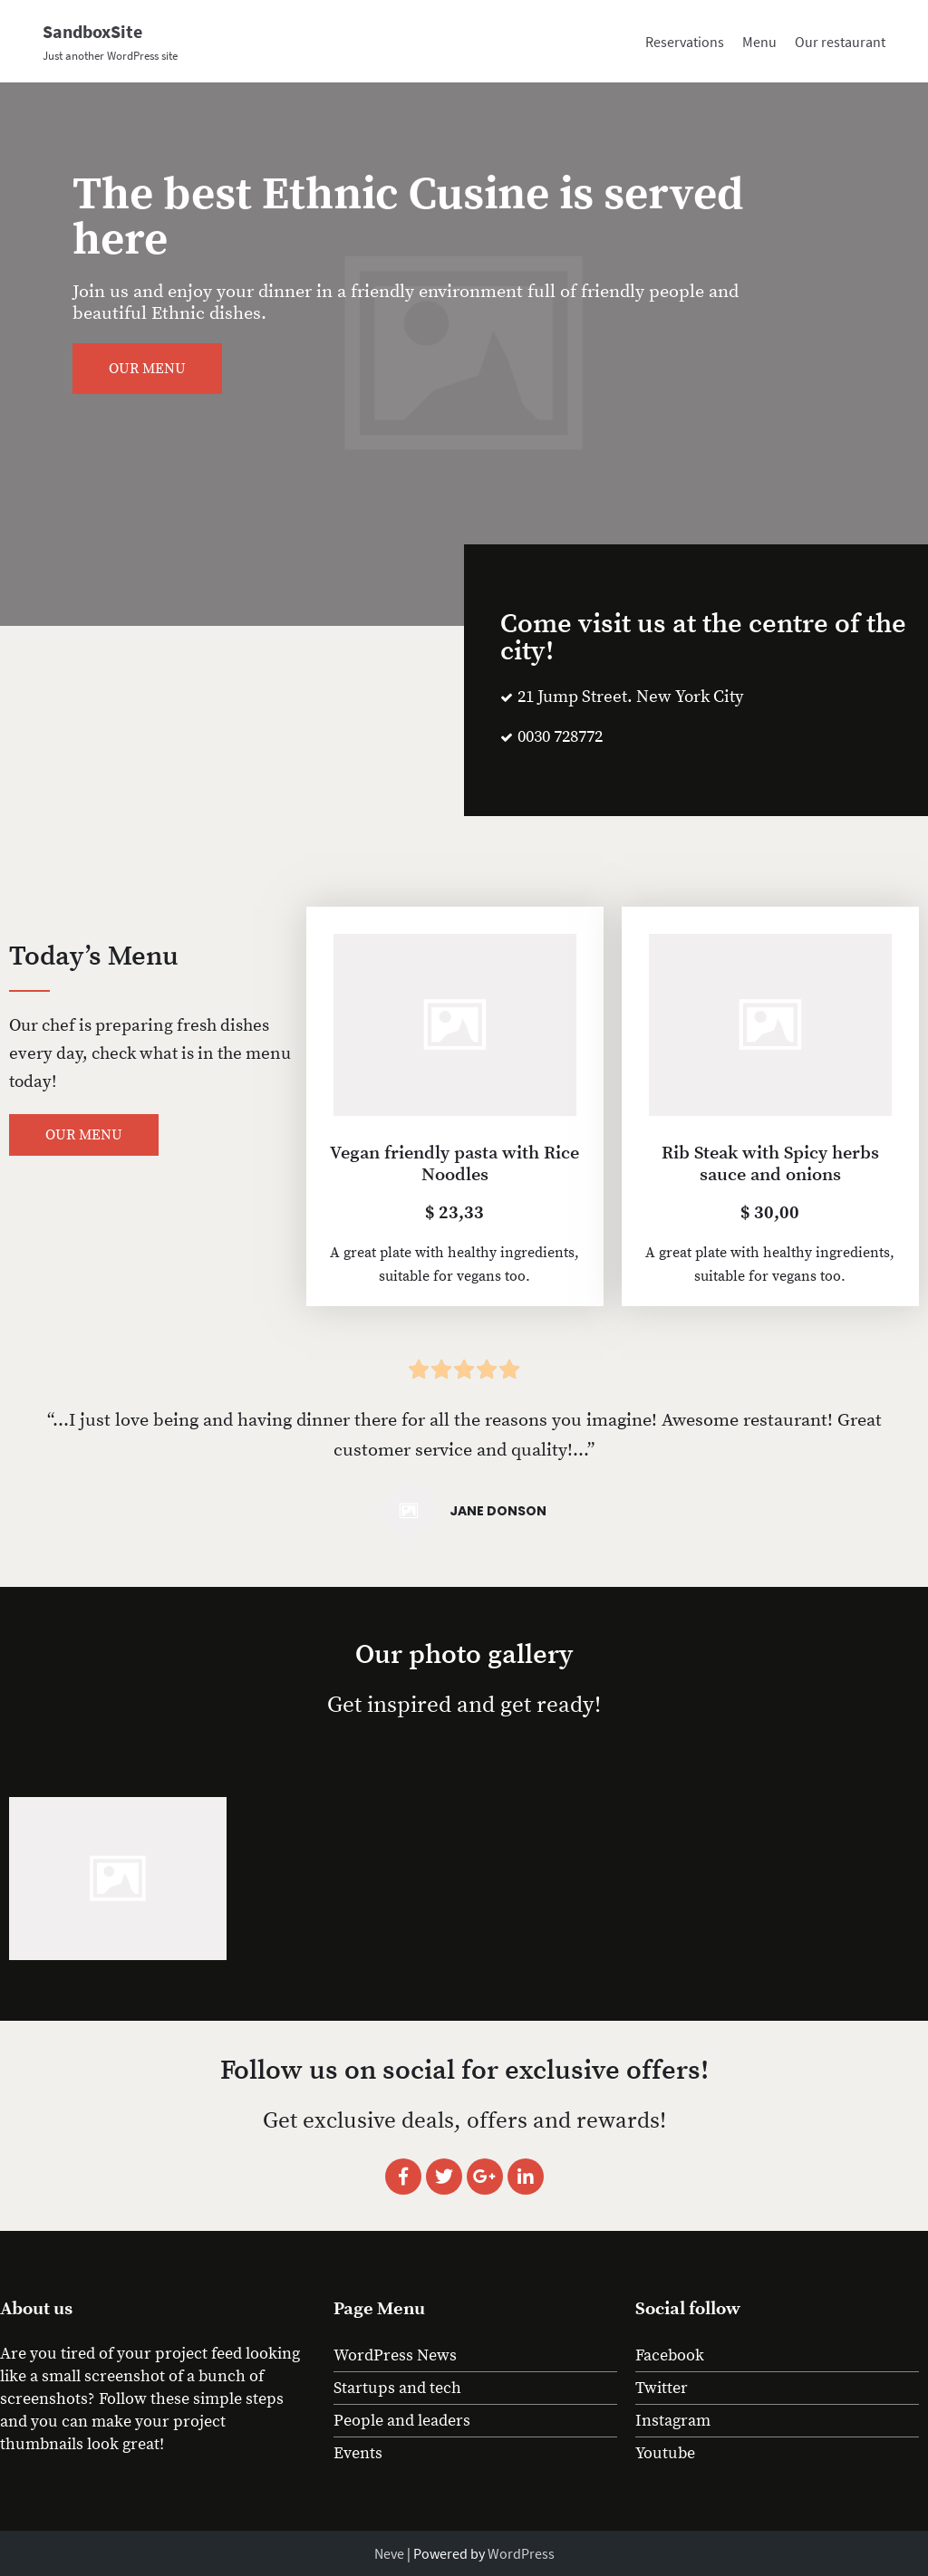 SandboxSite
Just another WordPress site
Reservations Menu Our restaurant
The best Ethnic Cusine is served
here
Join us and enjoy your dinner in a friendly environment full of friendly people and
beautiful Ethnic dishes.
OUR MENU
Come visit us at the centre of the
city!
21 Jump Street. New York City
0030 728772
Today’s Menu
Our chef is preparing fresh dishes
every day, check what is in the menu
today!
OUR MENU
Vegan friendly pasta with Rice
Noodles
$ 23,33
A great plate with healthy ingredients,
suitable for vegans too.
Rib Steak with Spicy herbs
sauce and onions
$ 30,00
A great plate with healthy ingredients,
suitable for vegans too.
“…I just love being and having dinner there for all the reasons you imagine! Awesome restaurant! Great
customer service and quality!…”
JANE DONSON
Our photo gallery
Get inspired and get ready!
Follow us on social for exclusive offers!
Get exclusive deals, offers and rewards!
About us
Are you tired of your project feed looking
like a small screenshot of a bunch of
screenshots? Follow these simple steps
and you can make your project
thumbnails look great!
Page Menu
WordPress News
Startups and tech
People and leaders
Events
Social follow
Facebook
Twitter
Instagram
Youtube
Neve | Powered by WordPress